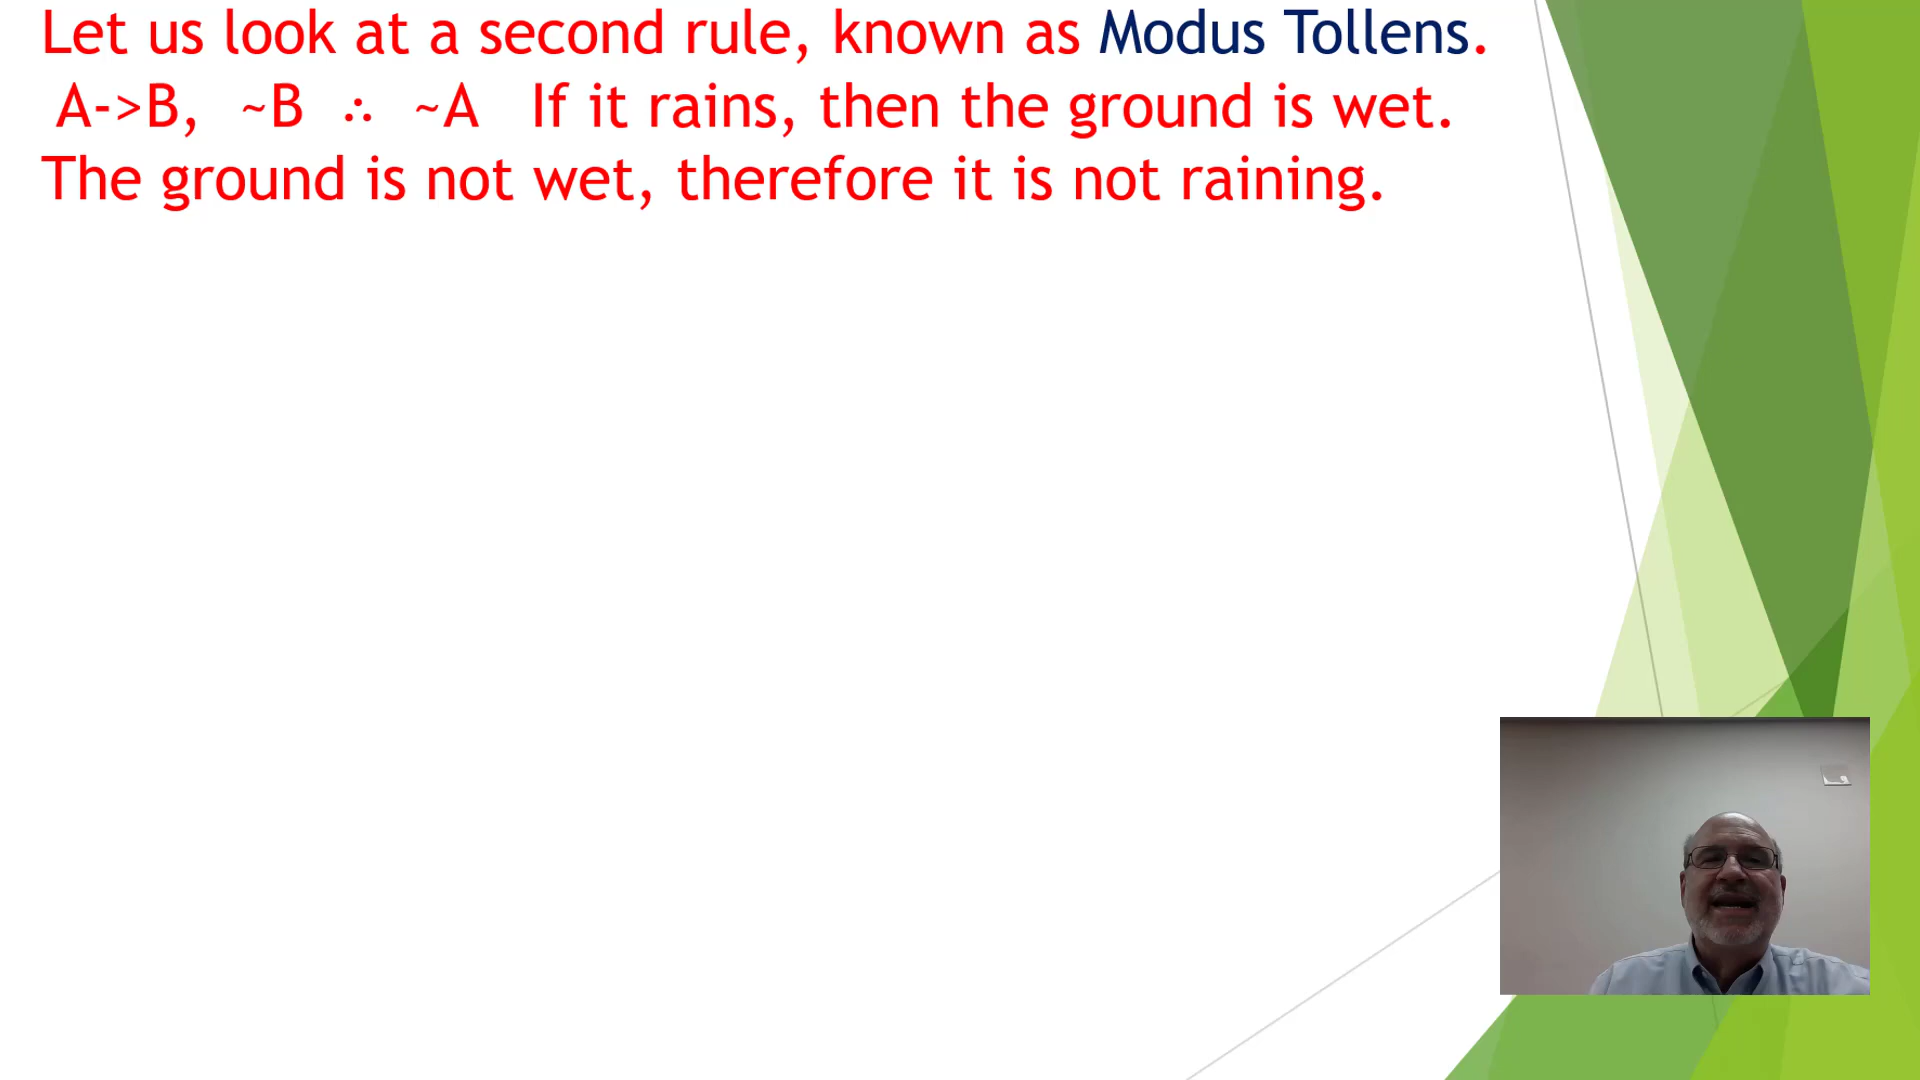 Let us look at a second rule, known as Modus Tollens.
A->B, ~B ∴ ~A If it rains, then the ground is wet.
The ground is not wet, therefore it is not raining.